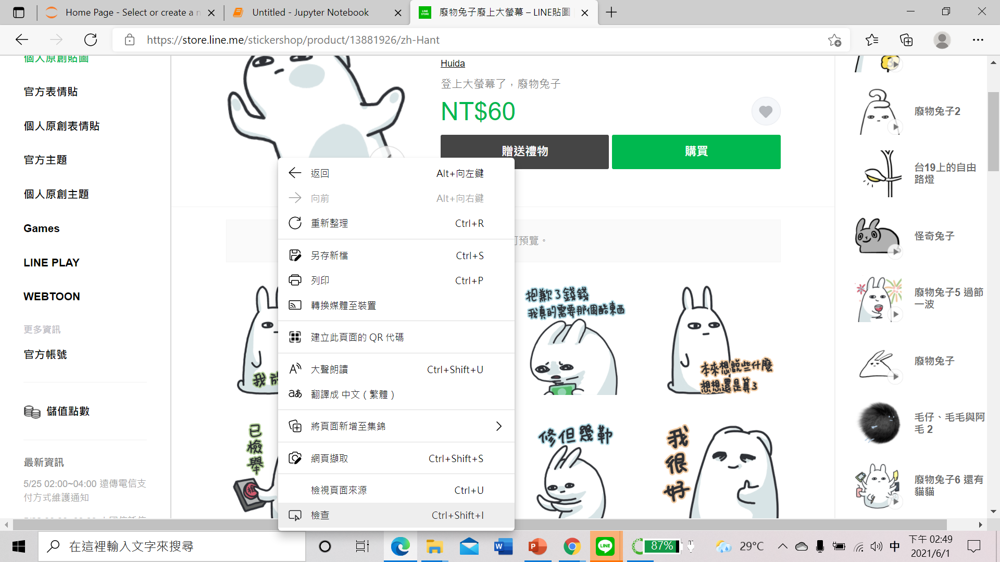 Home Page - Select or create a n
Untitled - Jupyter Notebook
廢物兔子廢上大螢幕 – LINE貼圖
https://store.line.me/stickershop/product/13881926/zh-Hant
個人原創貼圖
官方表情貼
個人原創表情貼
官方主題
個人原創主題
Games
LINE PLAY
WEBTOON
更多資訊
官方帳號
儲值點數
最新資訊
5/25 02:00~04:00 遠傳電信支
付方式維護通知
Huida
登上大螢幕了，廢物兔子
NT$60
贈送禮物
購買
可預覽。
返回 Alt+向左鍵
向前 Alt+向右鍵
重新整理 Ctrl+R
另存新檔 Ctrl+S
列印 Ctrl+P
轉換媒體至裝置
建立此頁面的 QR 代碼
大聲朗讀 Ctrl+Shift+U
翻譯成 中文 ( 繁體 )
將頁面新增至集錦
網頁擷取 Ctrl+Shift+S
檢視頁面來源 Ctrl+U
檢查 Ctrl+Shift+I
我
抱歉了錢錢
我真的需要那個酷東西
本來想說些什麼
想想還是算了
已檢舉
修但幾勒
我很好
廢物兔子2
台19上的自由
路燈
怪奇兔子
廢物兔子5 過節
一波
廢物兔子
毛仔、毛毛與阿
毛 2
廢物兔子6 還有
貓貓
在這裡輸入文字來搜尋
LINE
87%
29°C
中
下午 02:49
2021/6/1